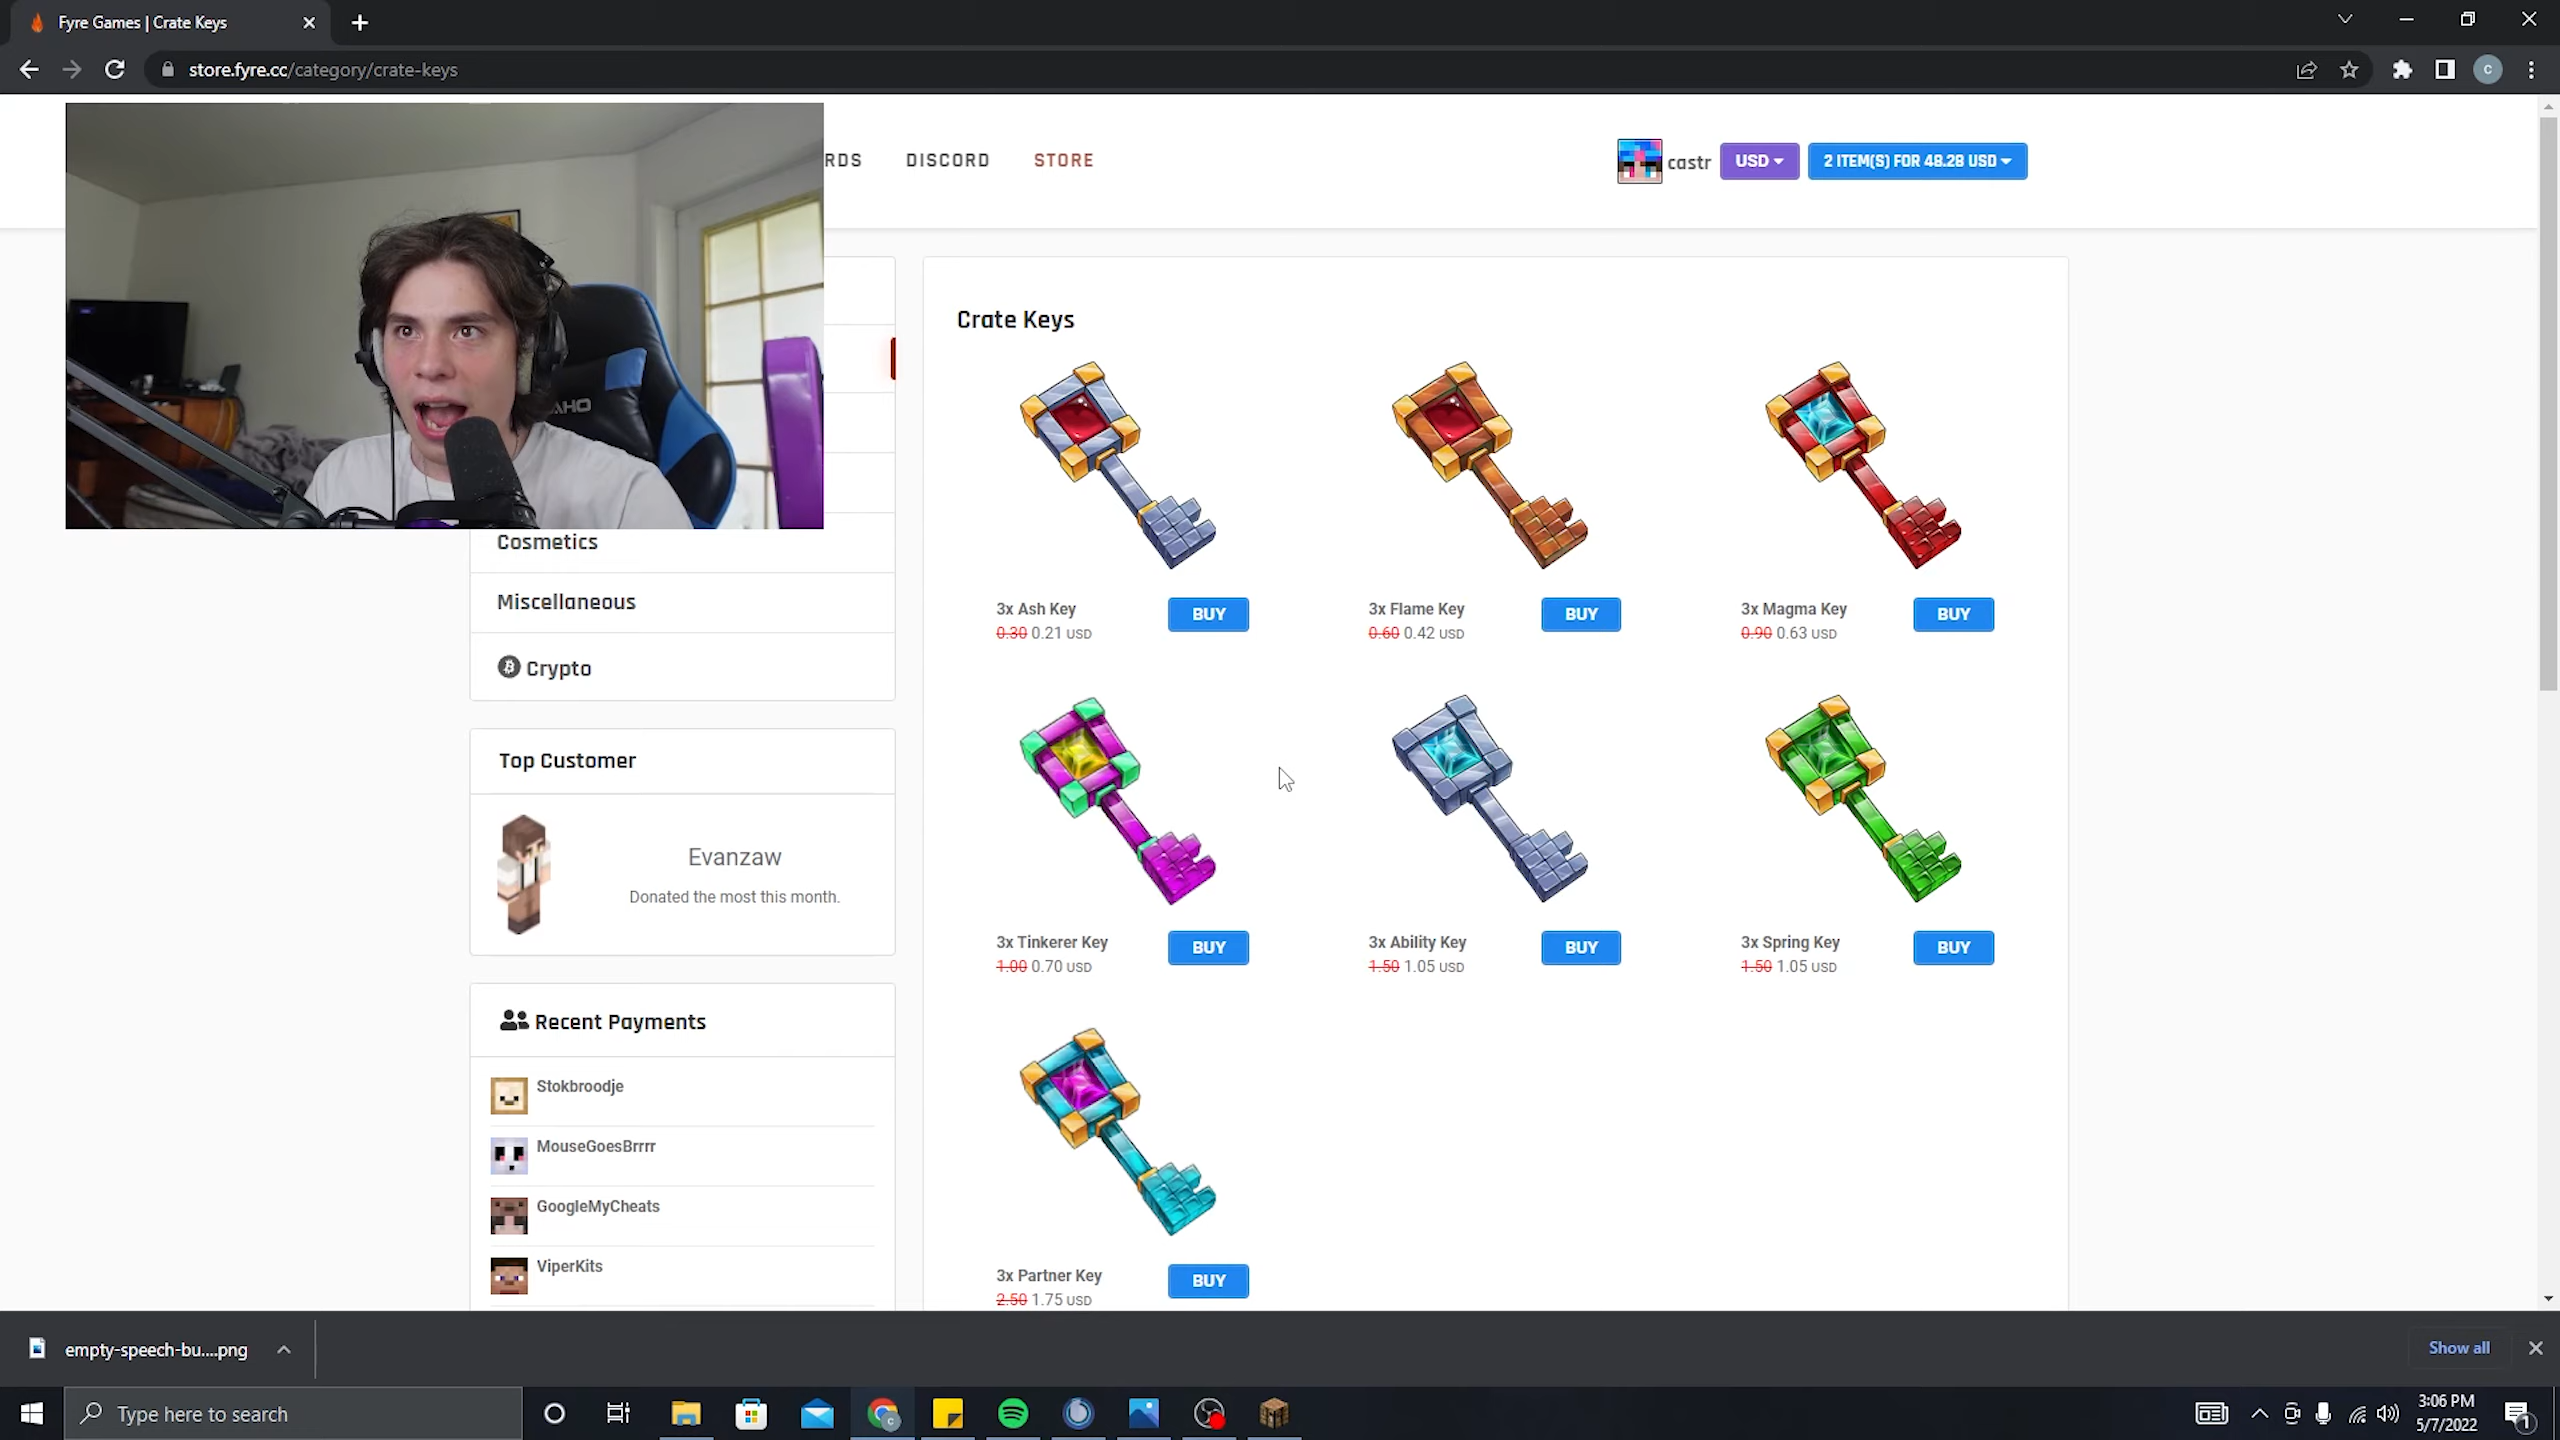 Fyre Games | Crate Keys
store.fyre.cc/category/crate-keys
RDS DISCORD STORE
castr USD 2 ITEM(S) FOR 48.28 USD
Crate Keys
3x Ash Key BUY
0.30 0.21 USD
3x Flame Key BUY
0.60 0.42 USD
3x Magma Key BUY
0.90 0.63 USD
3x Tinkerer Key BUY
1.00 0.70 USD
3x Ability Key BUY
1.50 1.05 USD
3x Spring Key BUY
1.50 1.05 USD
3x Partner Key BUY
2.50 1.75 USD
Cosmetics
Miscellaneous
Crypto
Top Customer
Evanzaw
Donated the most this month.
Recent Payments
Stokbroodje
MouseGoesBrrrr
GoogleMyCheats
ViperKits
empty-speech-bu....png
Show all
Type here to search
3:06 PM
5/7/2022
1